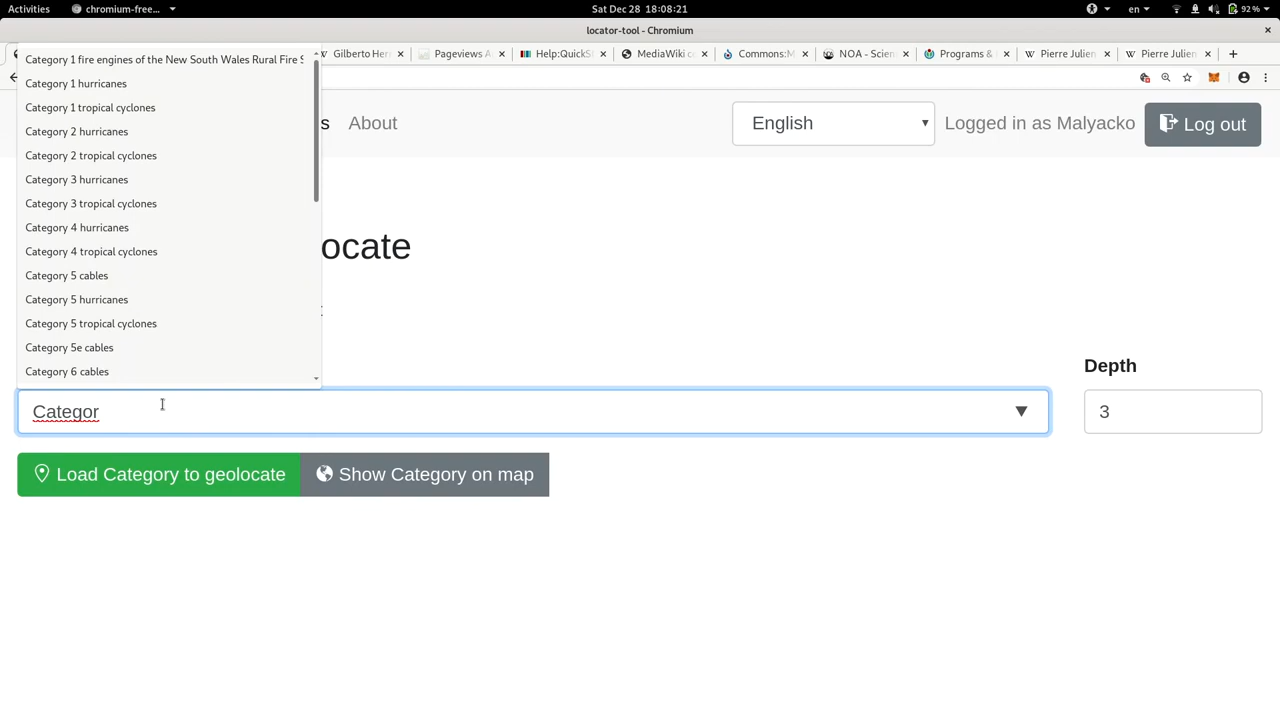 Activities chromium-free... Sat Dec 28 18:08:21 en 92%
locator-tool - Chromium
Gilberto Her Pageviews A Help:QuickSt MediaWiki c Commons:M NOA - Scien Programs & Pierre Julien Pierre Julien
s About English Logged in as Malyacko Log out
Category 1 fire engines of the New South Wales Rural Fire S
Category 1 hurricanes
Category 1 tropical cyclones
Category 2 hurricanes
Category 2 tropical cyclones
Category 3 hurricanes
Category 3 tropical cyclones
Category 4 hurricanes
Category 4 tropical cyclones
Category 5 cables
Category 5 hurricanes
Category 5 tropical cyclones
Category 5e cables
Category 6 cables
ocate
Depth
Categor
3
Load Category to geolocate Show Category on map